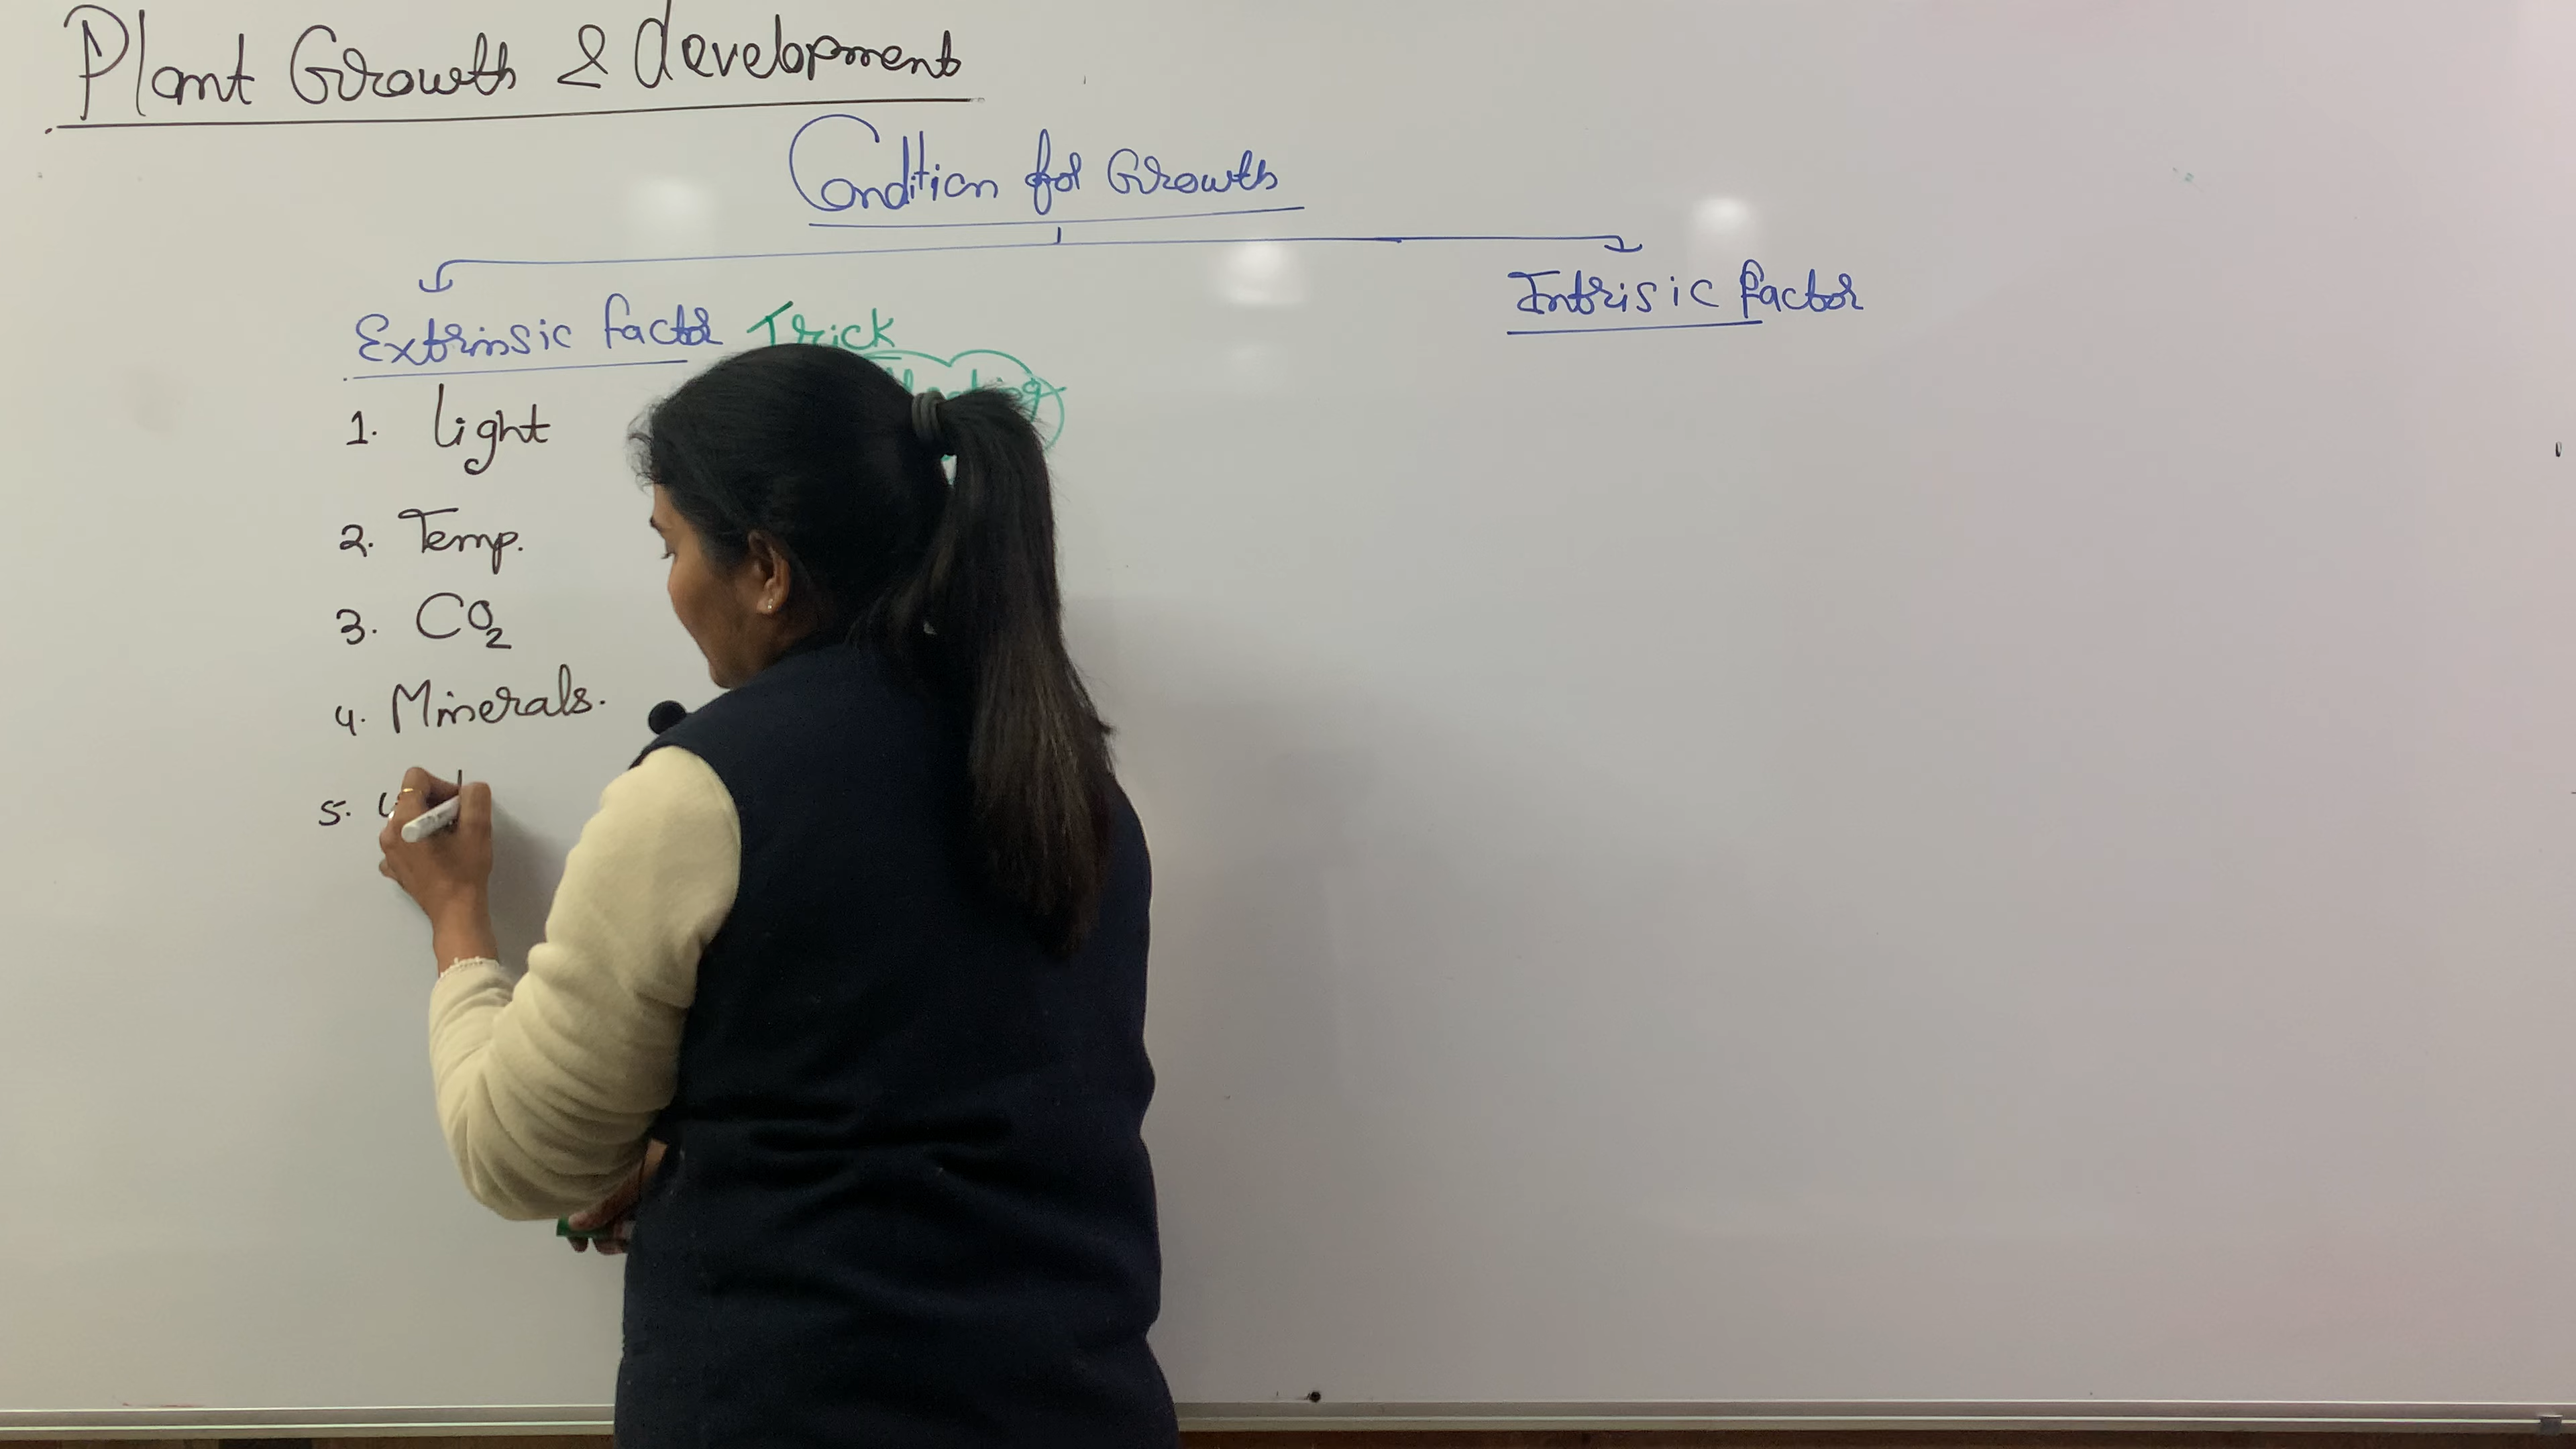 Plant Growth & development
Condition for Growth
Extrinsic factor Trick
Intrisic factor
1. light
2. Temp.
3. CO₂
4. Minerals.
5.